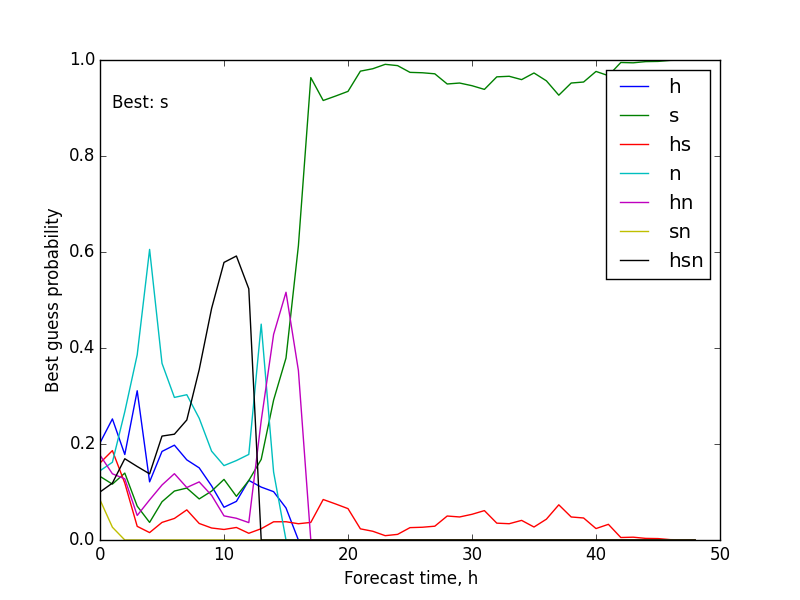 1.0
0.8
0.6
0.4
0.2
0.0
Best guess probability
Best: s
h
s
hs
n
hn
sn
hsn
0 10 20 30 40 50
Forecast time, h